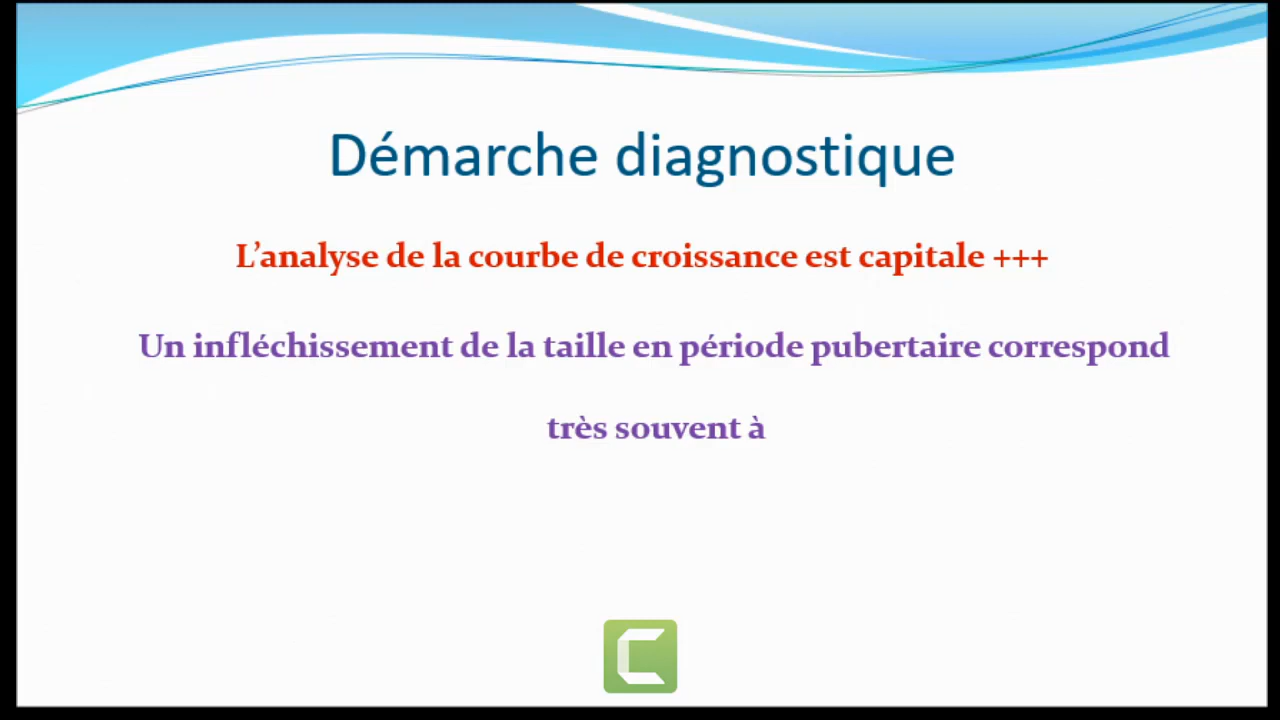 Démarche diagnostique
L’analyse de la courbe de croissance est capitale +++
Un infléchissement de la taille en période pubertaire correspond
très souvent à